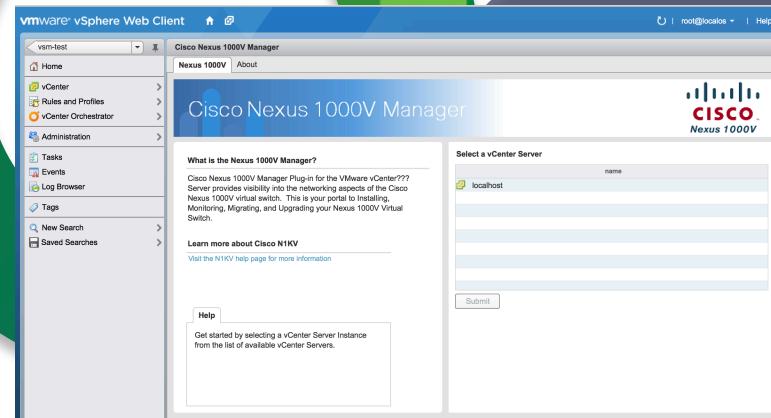 vmware® vSphere Web Client
root@localos
Help
vsm-test
Cisco Nexus 1000V Manager
Home
Nexus 1000V
About
vCenter
Rules and Profiles
vCenter Orchestrator
Administration
Tasks
Events
Log Browser
Tags
New Search
Saved Searches
Cisco Nexus 1000V Manager
CISCO
Nexus 1000V
What is the Nexus 1000V Manager?
Cisco Nexus 1000V Manager Plug-in for the VMware vCenter???
Server provides visibility into the networking aspects of the Cisco
Nexus 1000V virtual switch. This is your portal to Installing,
Monitoring, Migrating, and Upgrading your Nexus 1000V Virtual
Switch.
Learn more about Cisco N1KV
Visit the N1KV help page for more information
Help
Get started by selecting a vCenter Server Instance
from the list of available vCenter Servers.
Select a vCenter Server
name
localhost
Submit